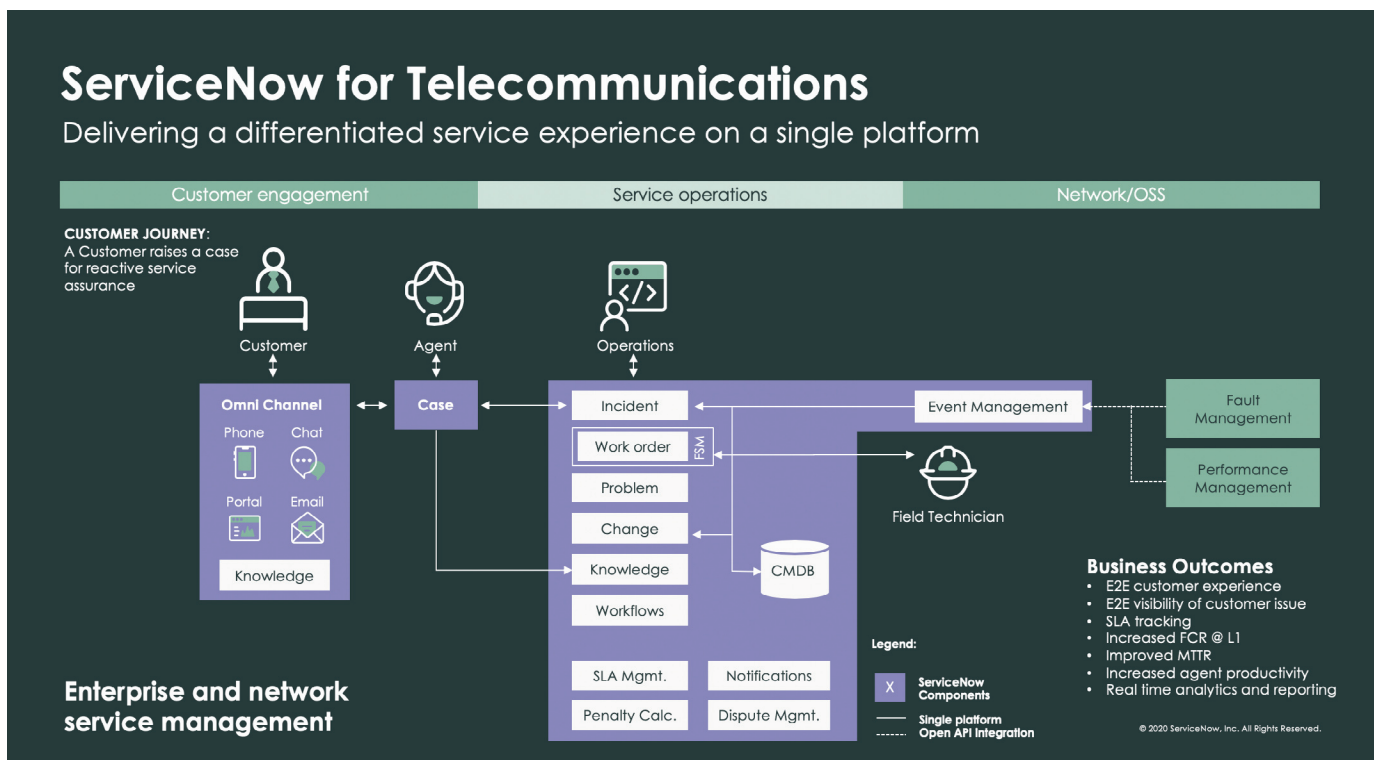 ServiceNow for Telecommunications
Delivering a differentiated service experience on a single platform
Customer engagement
Service operations
Network/OSS
CUSTOMER JOURNEY:
A Customer raises a case
for reactive service
assurance
Customer
Agent
Operations
Omni Channel
Phone
Chat
Portal
Email
Knowledge
Case
Incident
Work order
FSM
Problem
Change
Knowledge
Workflows
SLA Mgmt.
Notifications
Penalty Calc.
Dispute Mgmt.
CMDB
Event Management
Field Technician
Fault
Management
Performance
Management
Business Outcomes
• E2E customer experience
• E2E visibility of customer issue
• SLA tracking
• Increased FCR @ L1
• Improved MTTR
• Increased agent productivity
• Real time analytics and reporting
Legend:
X
ServiceNow
Components
Single platform
Open API Integration
Enterprise and network
service management
© 2020 ServiceNow, Inc. All Rights Reserved.